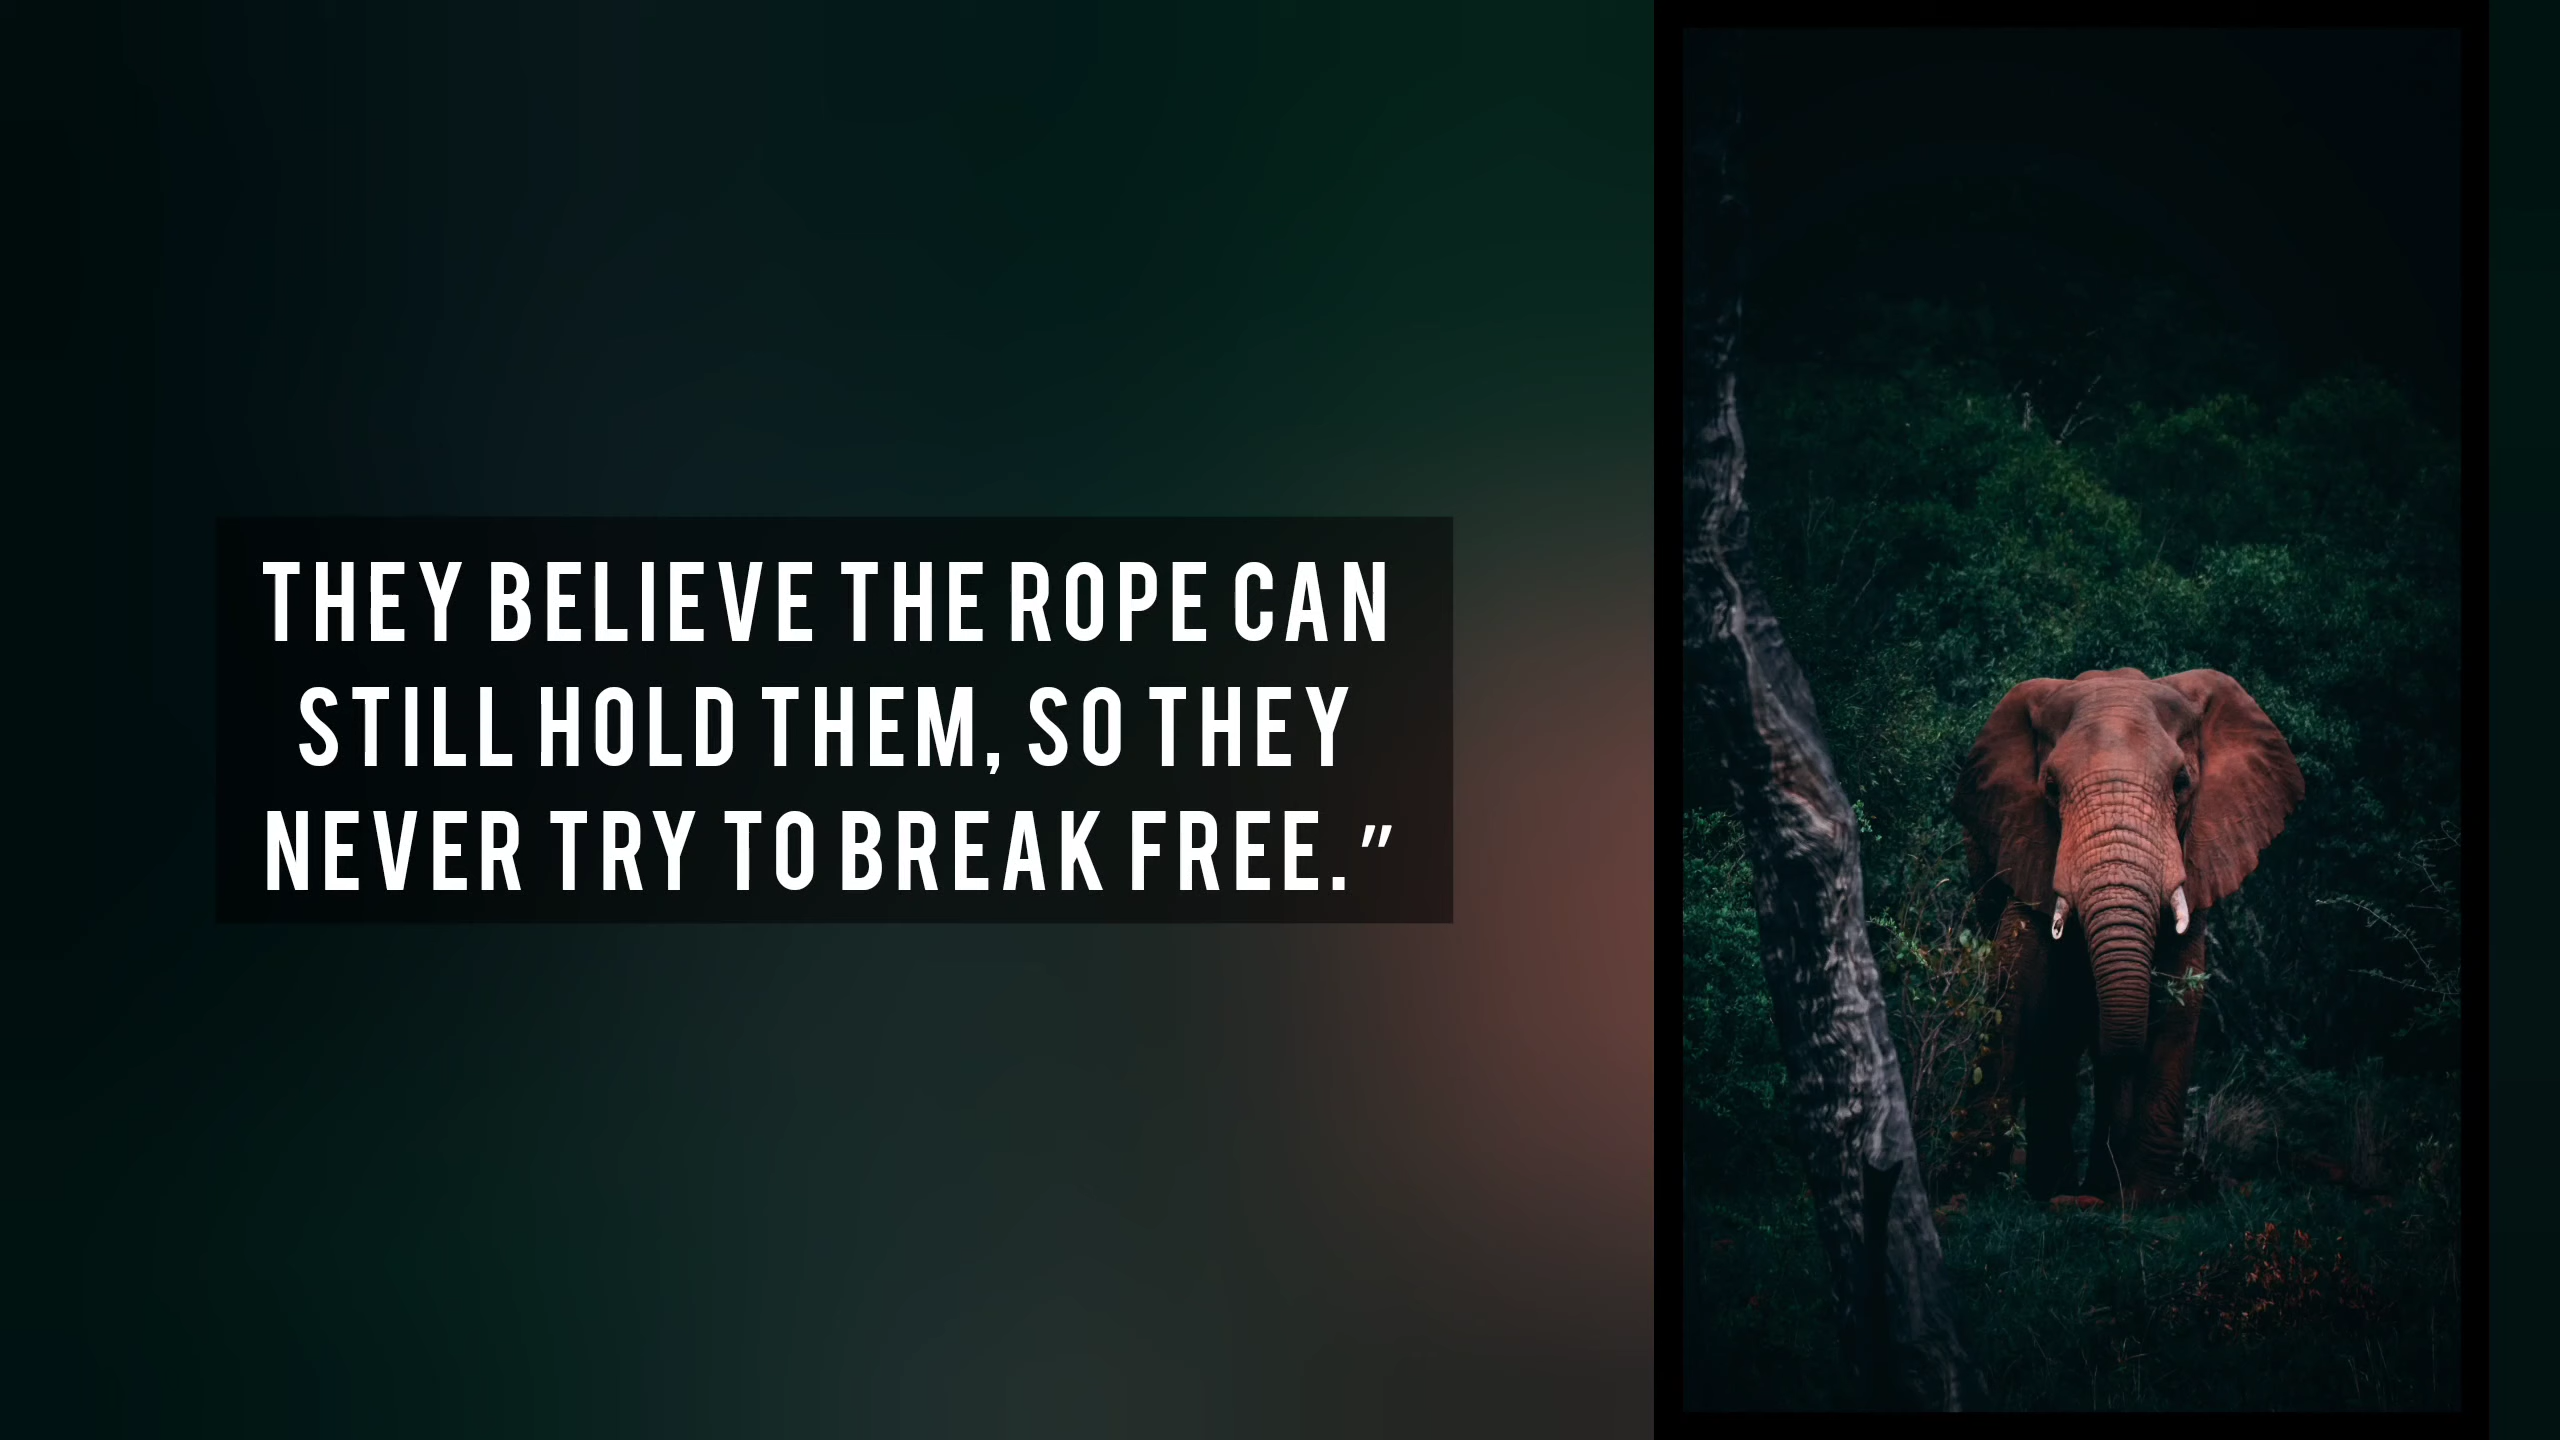 THEY BELIEVE THE ROPE CAN
STILL HOLD THEM, SO THEY
NEVER TRY TO BREAK FREE."